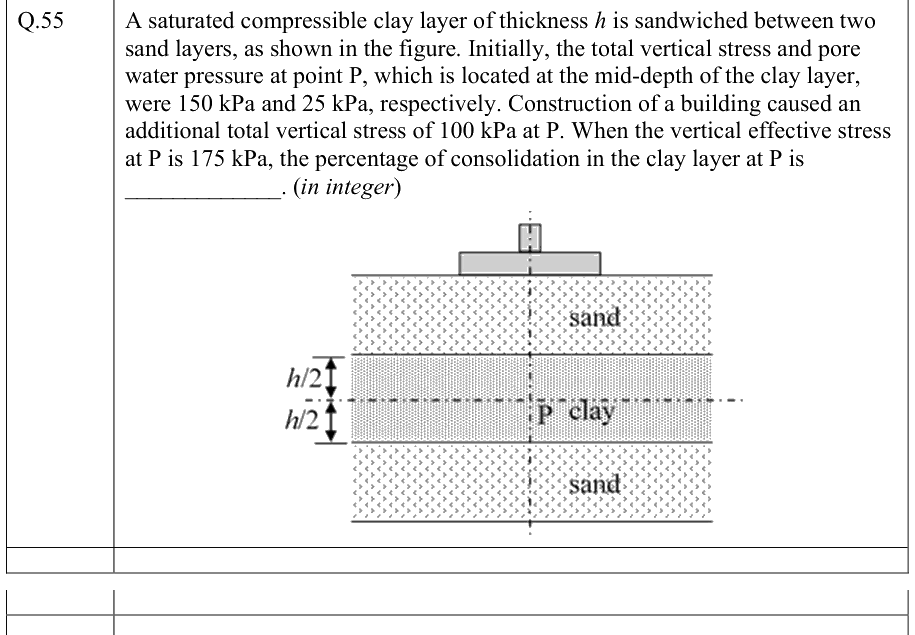 Q.55
A saturated compressible clay layer of thickness h is sandwiched between two
sand layers, as shown in the figure. Initially, the total vertical stress and pore
water pressure at point P, which is located at the mid-depth of the clay layer,
were 150 kPa and 25 kPa, respectively. Construction of a building caused an
additional total vertical stress of 100 kPa at P. When the vertical effective stress
at P is 175 kPa, the percentage of consolidation in the clay layer at P is
_____________. (in integer)
sand
h/2
h/2
P clay
sand